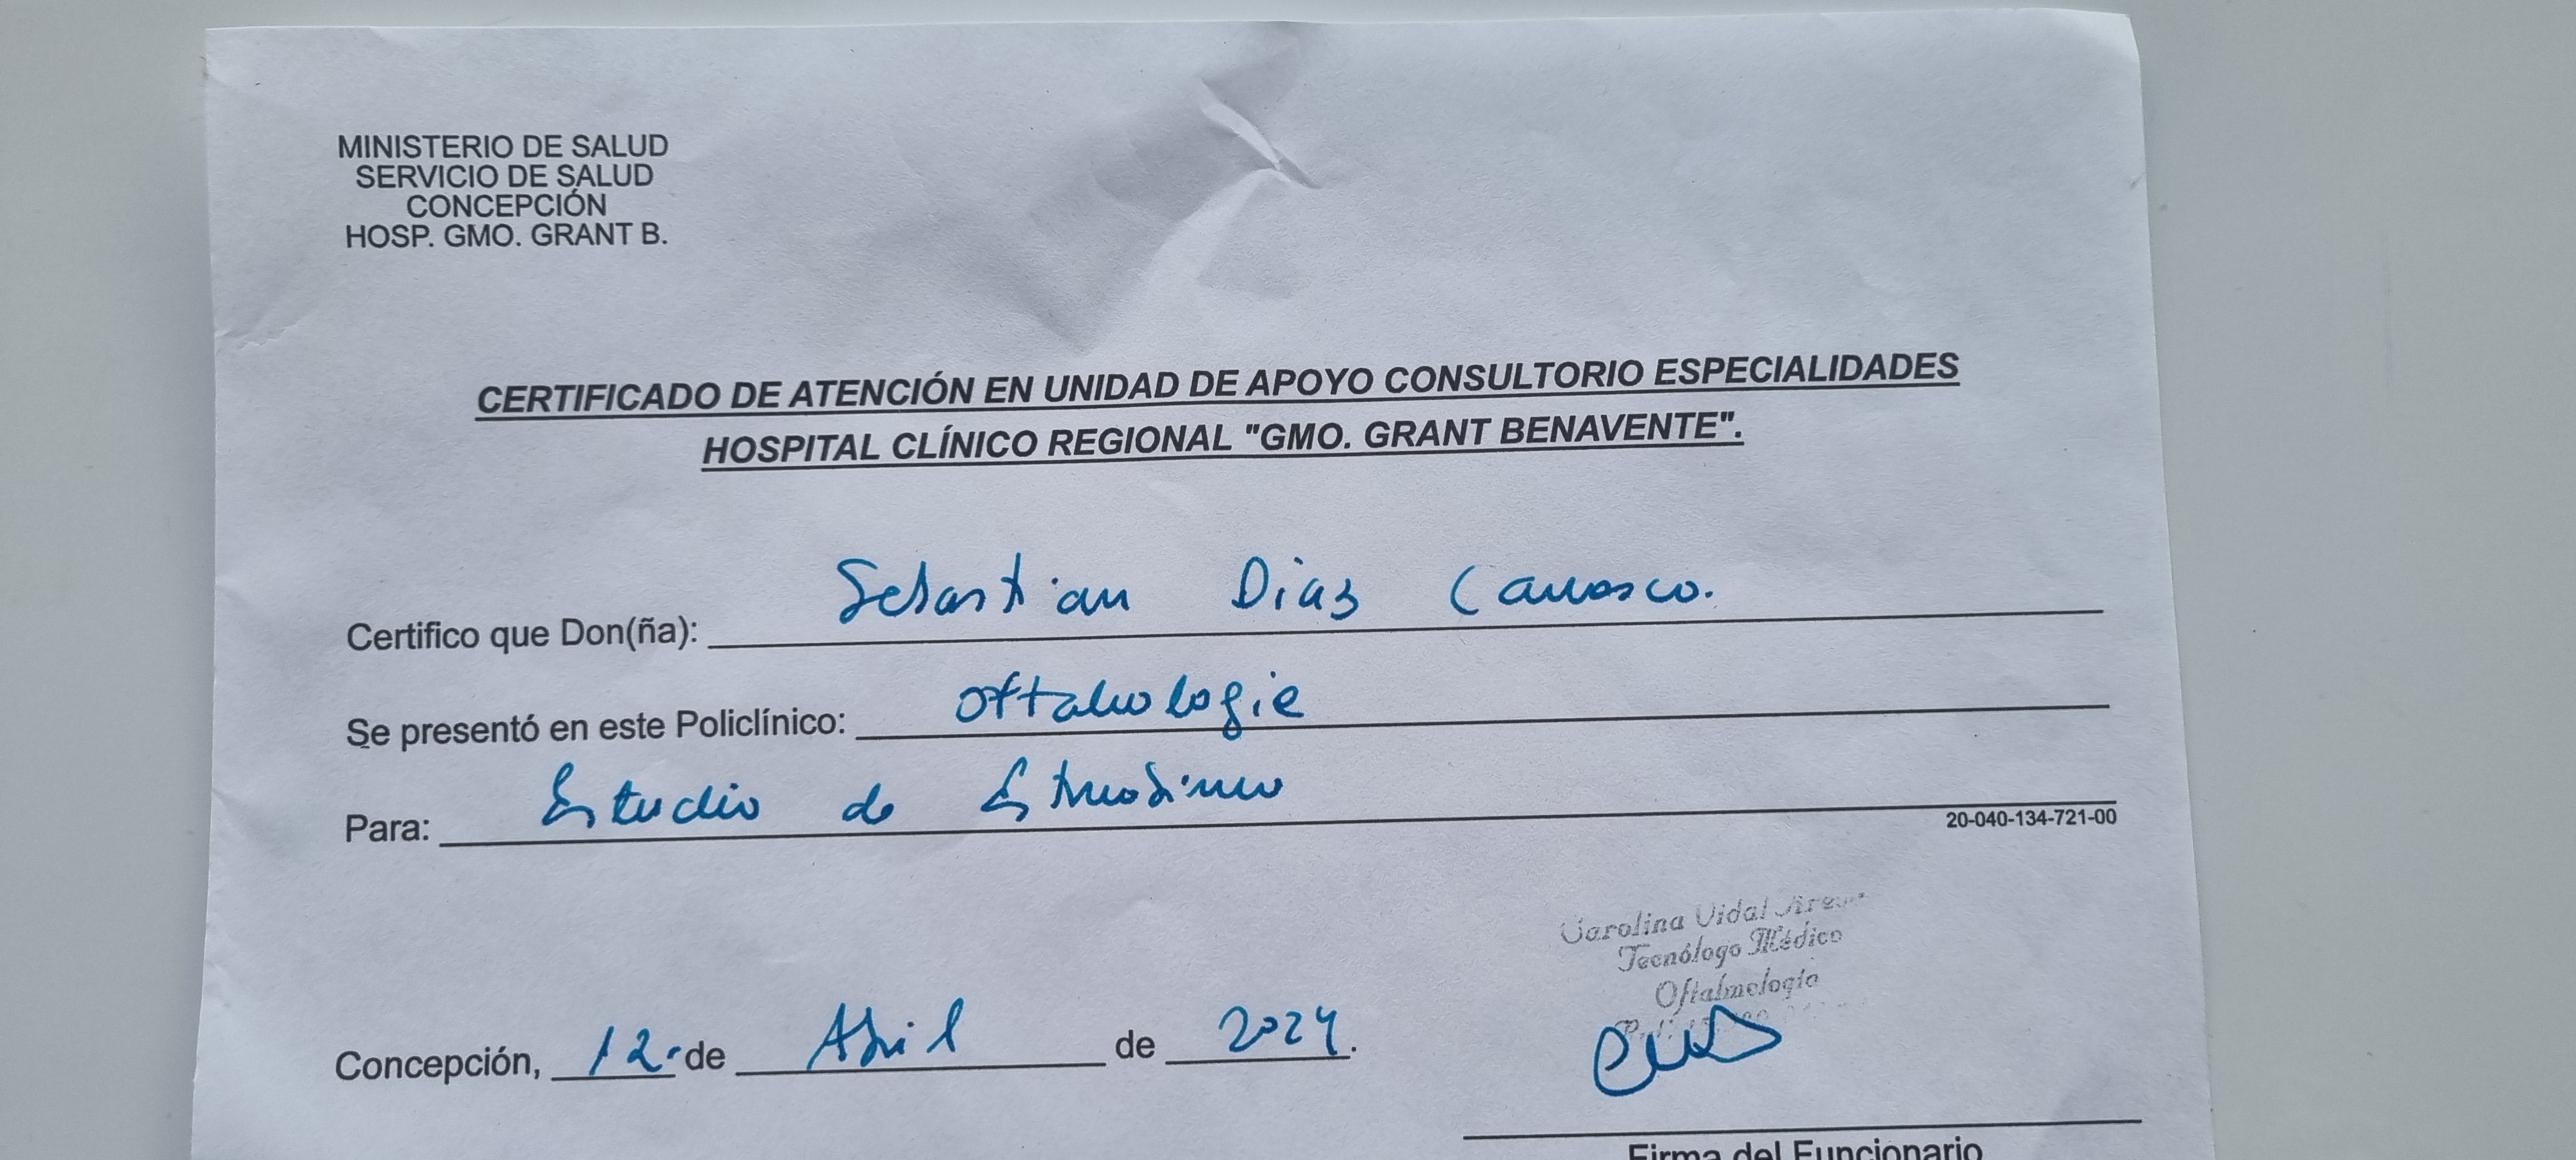 MINISTERIO DE SALUD
SERVICIO DE SALUD
CONCEPCIÓN
HOSP. GMO. GRANT B.
CERTIFICADO DE ATENCIÓN EN UNIDAD DE APOYO CONSULTORIO ESPECIALIDADES
HOSPITAL CLÍNICO REGIONAL "GMO. GRANT BENAVENTE".
Certifico que Don(ña): Sebastian Dias Carrasco.
Se presentó en este Policlínico: Oftalmologia
Para: Estudio de Estrabismo
20-040-134-721-00
Carolina Vidal
Tecnólogo Médico
Oftalmología
Concepción, 12 de Abril de 2024.
Firma del Funcionario